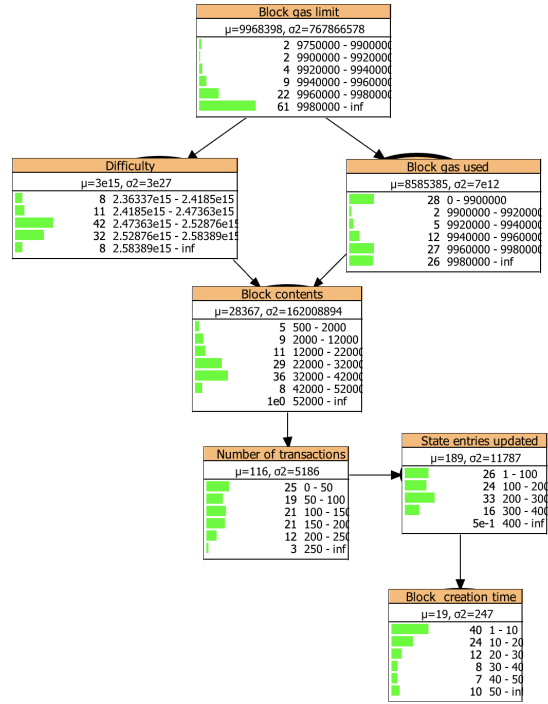 Block gas limit
µ=9968398, σ2=767866578
2 9750000 - 9900000
2 9900000 - 9920000
4 9920000 - 9940000
9 9940000 - 9960000
22 9960000 - 9980000
61 9980000 - inf
Difficulty
µ=3e15, σ2=3e27
8 2.36337e15 - 2.4185e15
11 2.4185e15 - 2.47363e15
42 2.47363e15 - 2.52876e15
32 2.52876e15 - 2.58389e15
8 2.58389e15 - inf
Block gas used
µ=8585385, σ2=7e12
28 0 - 9900000
2 9900000 - 9920000
5 9920000 - 9940000
12 9940000 - 9960000
27 9960000 - 9980000
26 9980000 - inf
Block contents
µ=28367, σ2=162008894
5 500 - 2000
9 2000 - 12000
11 12000 - 22000
29 22000 - 32000
36 32000 - 42000
8 42000 - 52000
1e0 52000 - inf
Number of transactions
µ=116, σ2=5186
25 0 - 50
19 50 - 100
21 100 - 150
21 150 - 200
12 200 - 250
3 250 - inf
State entries updated
µ=189, σ2=11787
26 1 - 100
24 100 - 200
33 200 - 300
16 300 - 400
5e-1 400 - inf
Block creation time
µ=19, σ2=247
40 1 - 10
24 10 - 20
12 20 - 30
8 30 - 40
7 40 - 50
10 50 - inf